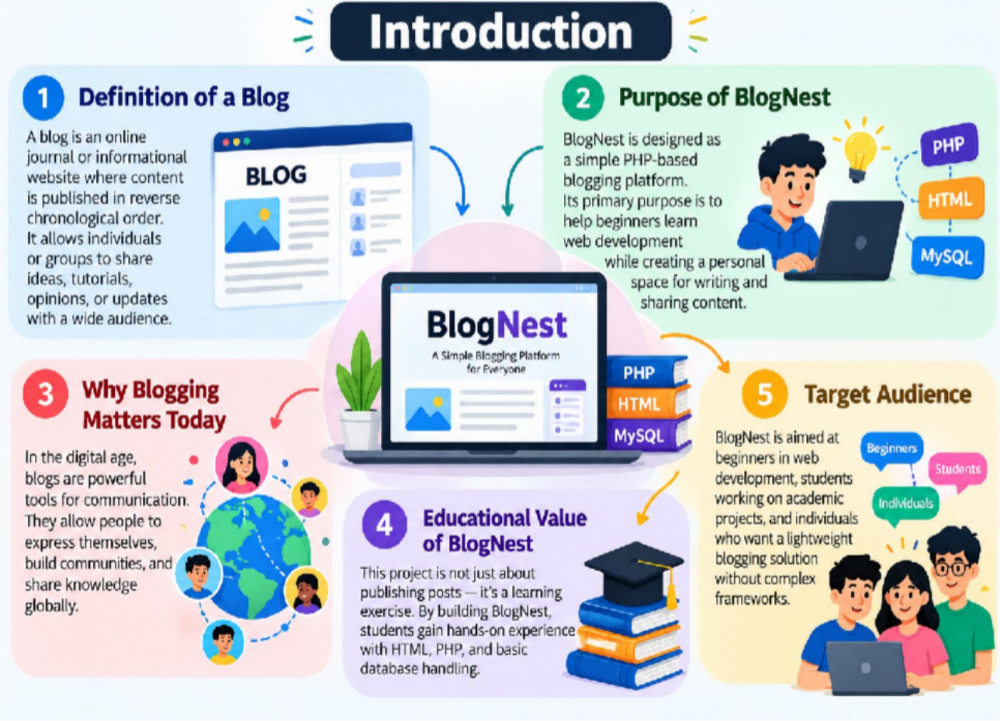 Introduction
1
Definition of a Blog
A blog is an online
journal or informational
website where content
is published in reverse
chronological order.
It allows individuals
or groups to share
ideas, tutorials,
opinions, or updates
with a wide audience.
BLOG
2
Purpose of BlogNest
BlogNest is designed as
a simple PHP-based
blogging platform.
Its primary purpose is to
help beginners learn
web development
while creating a personal
space for writing and
sharing content.
PHP
HTML
MySQL
BlogNest
A Simple Blogging Platform
for Everyone
PHP
HTML
MySQL
3
Why Blogging
Matters Today
In the digital age,
blogs are powerful
tools for communication.
They allow people to
express themselves,
build communities, and
share knowledge
globally.
4
Educational Value
of BlogNest
This project is not just about
publishing posts — it's a learning
exercise. By building BlogNest,
students gain hands-on experience
with HTML, PHP, and basic
database handling.
5
Target Audience
BlogNest is aimed at
beginners in web
development, students
working on academic
projects, and individuals
who want a lightweight
blogging solution
without complex
frameworks.
Beginners
Students
Individuals